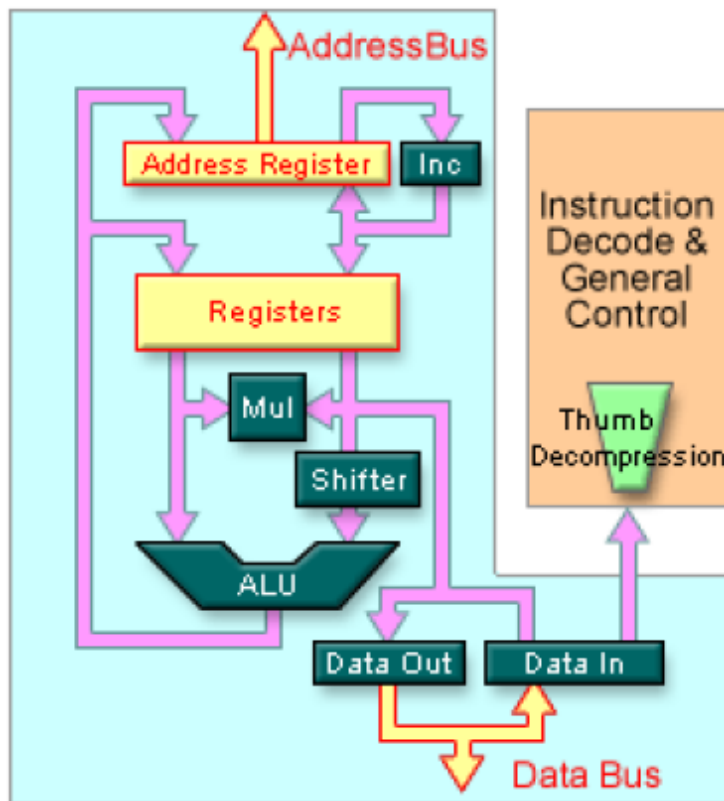 AddressBus
Address Register
Inc
Instruction
Decode &
General
Control
Registers
Mul
Thumb
Decompression
Shifter
ALU
Data Out
Data In
Data Bus